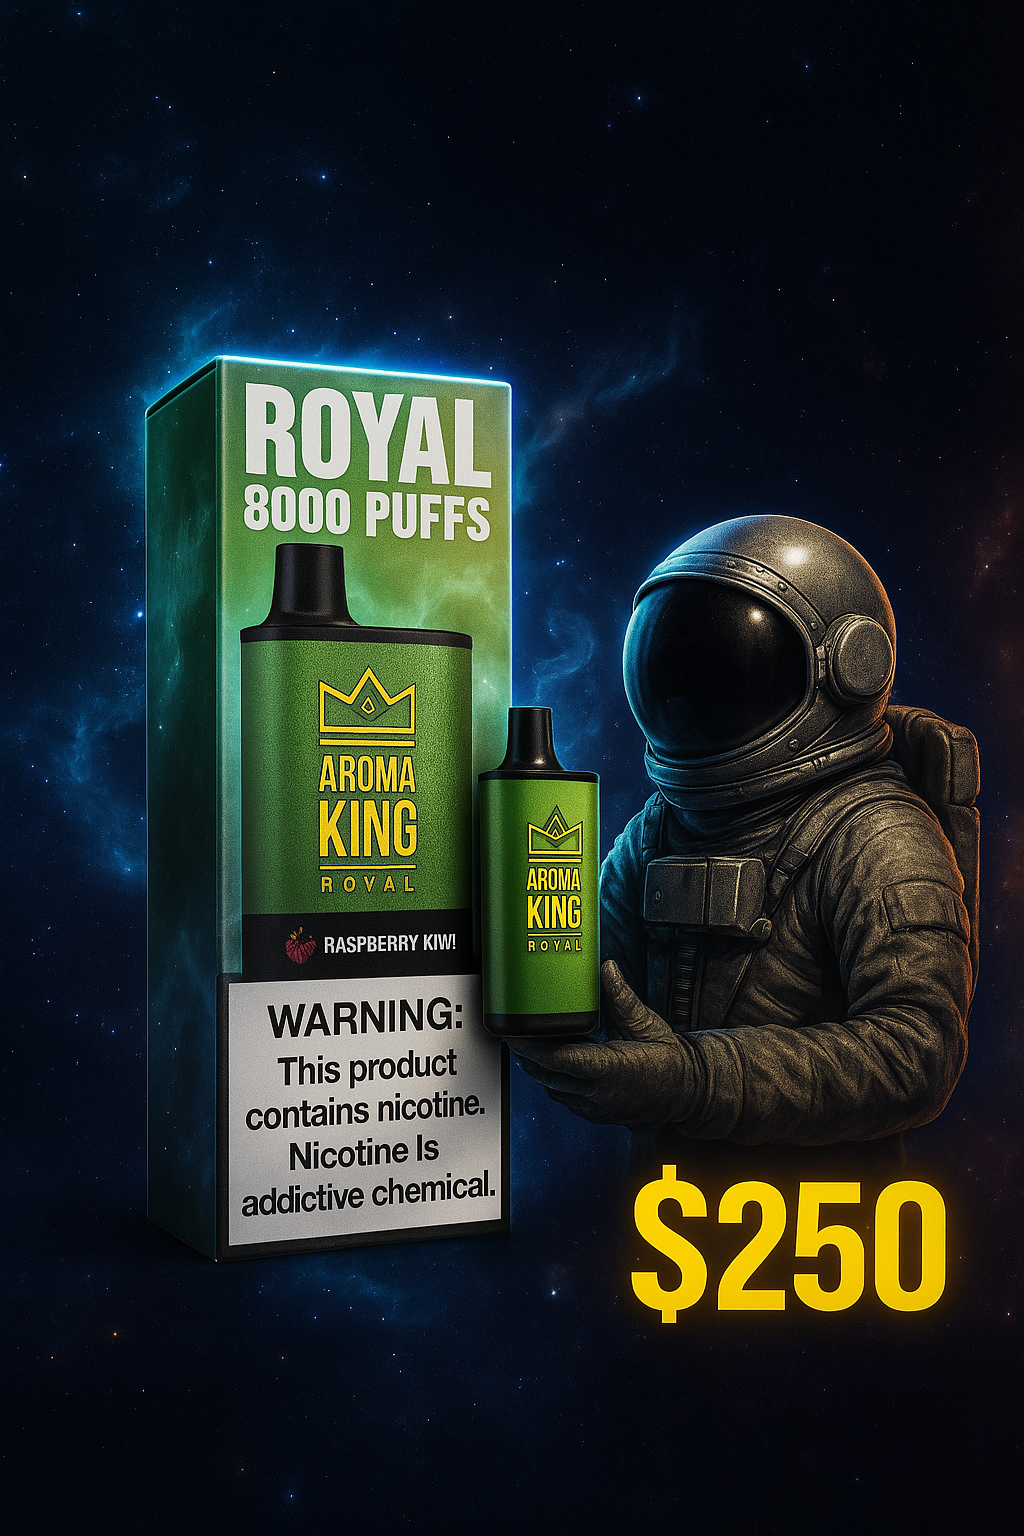 ROYAL
8000 PUFFS
AROMA
KING
ROYAL
RASPBERRY KIW!
WARNING:
This product
contains nicotine.
Nicotine Is
addictive chemical.
AROMA
KING
ROYAL
$250